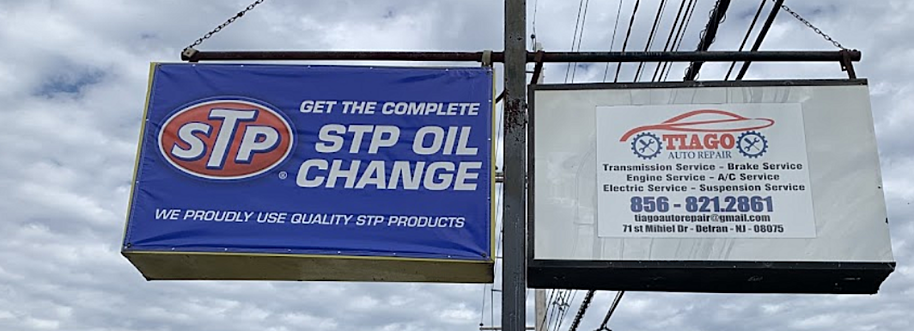 STP
®
GET THE COMPLETE
STP OIL
CHANGE
WE PROUDLY USE QUALITY STP PRODUCTS
TIAGO
AUTO REPAIR
Transmission Service - Brake Service
Engine Service - A/C Service
Electric Service - Suspension Service
856 - 821.2861
tiagoautorepair@gmail.com
71 st Mihiel Dr - Delran - NJ - 08075